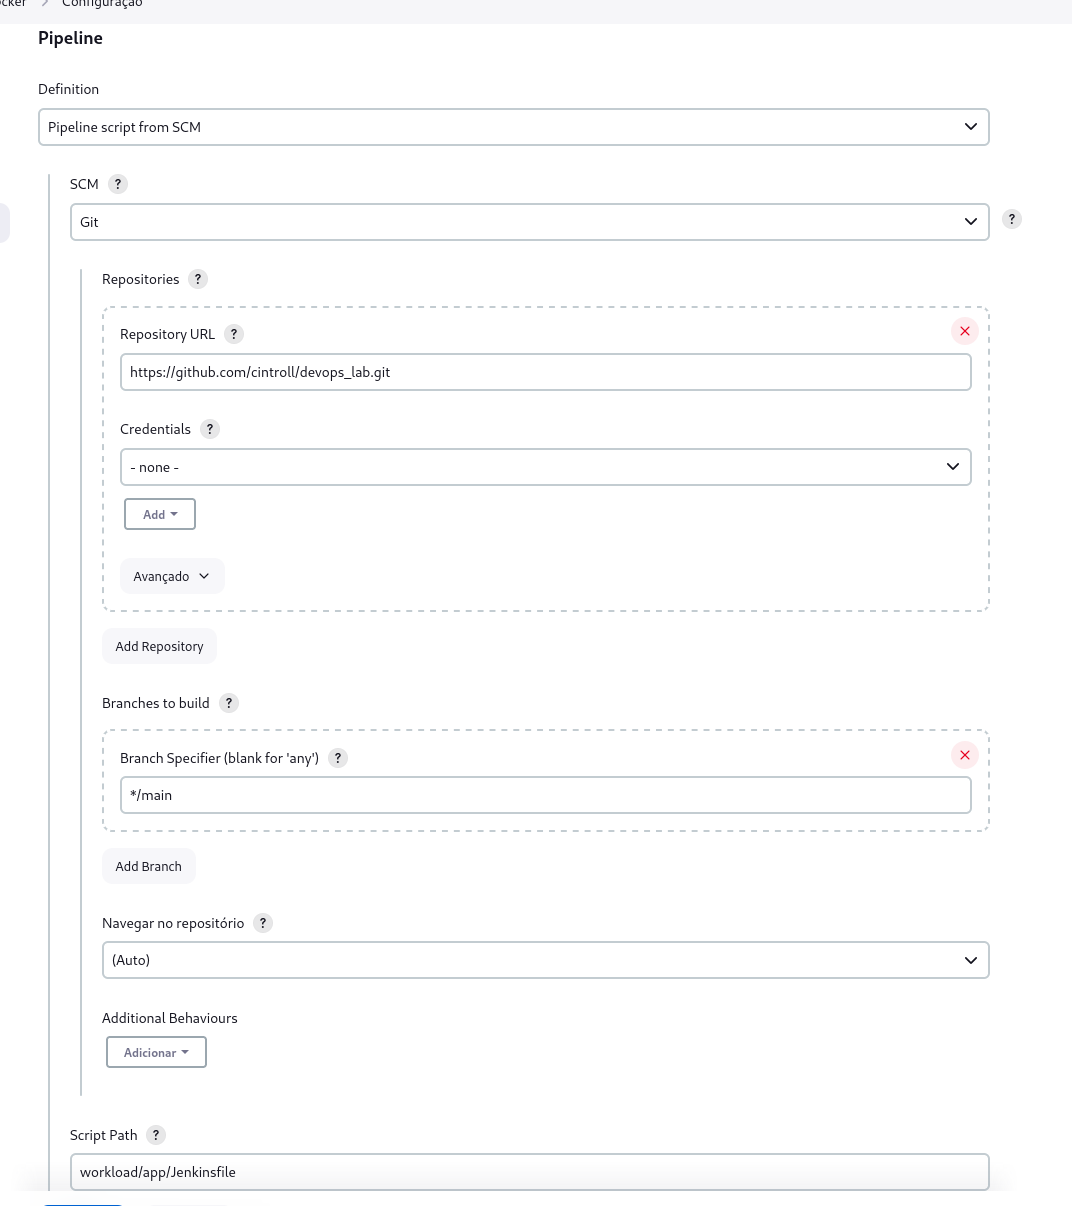 ocker > Configuração
Pipeline
Definition
Pipeline script from SCM
SCM ?
Git
?
Repositories ?
Repository URL ?
https://github.com/cintroll/devops_lab.git
Credentials ?
- none -
Add
Avançado
Add Repository
Branches to build ?
Branch Specifier (blank for 'any') ?
*/main
Add Branch
Navegar no repositório ?
(Auto)
Additional Behaviours
Adicionar
Script Path ?
workload/app/Jenkinsfile